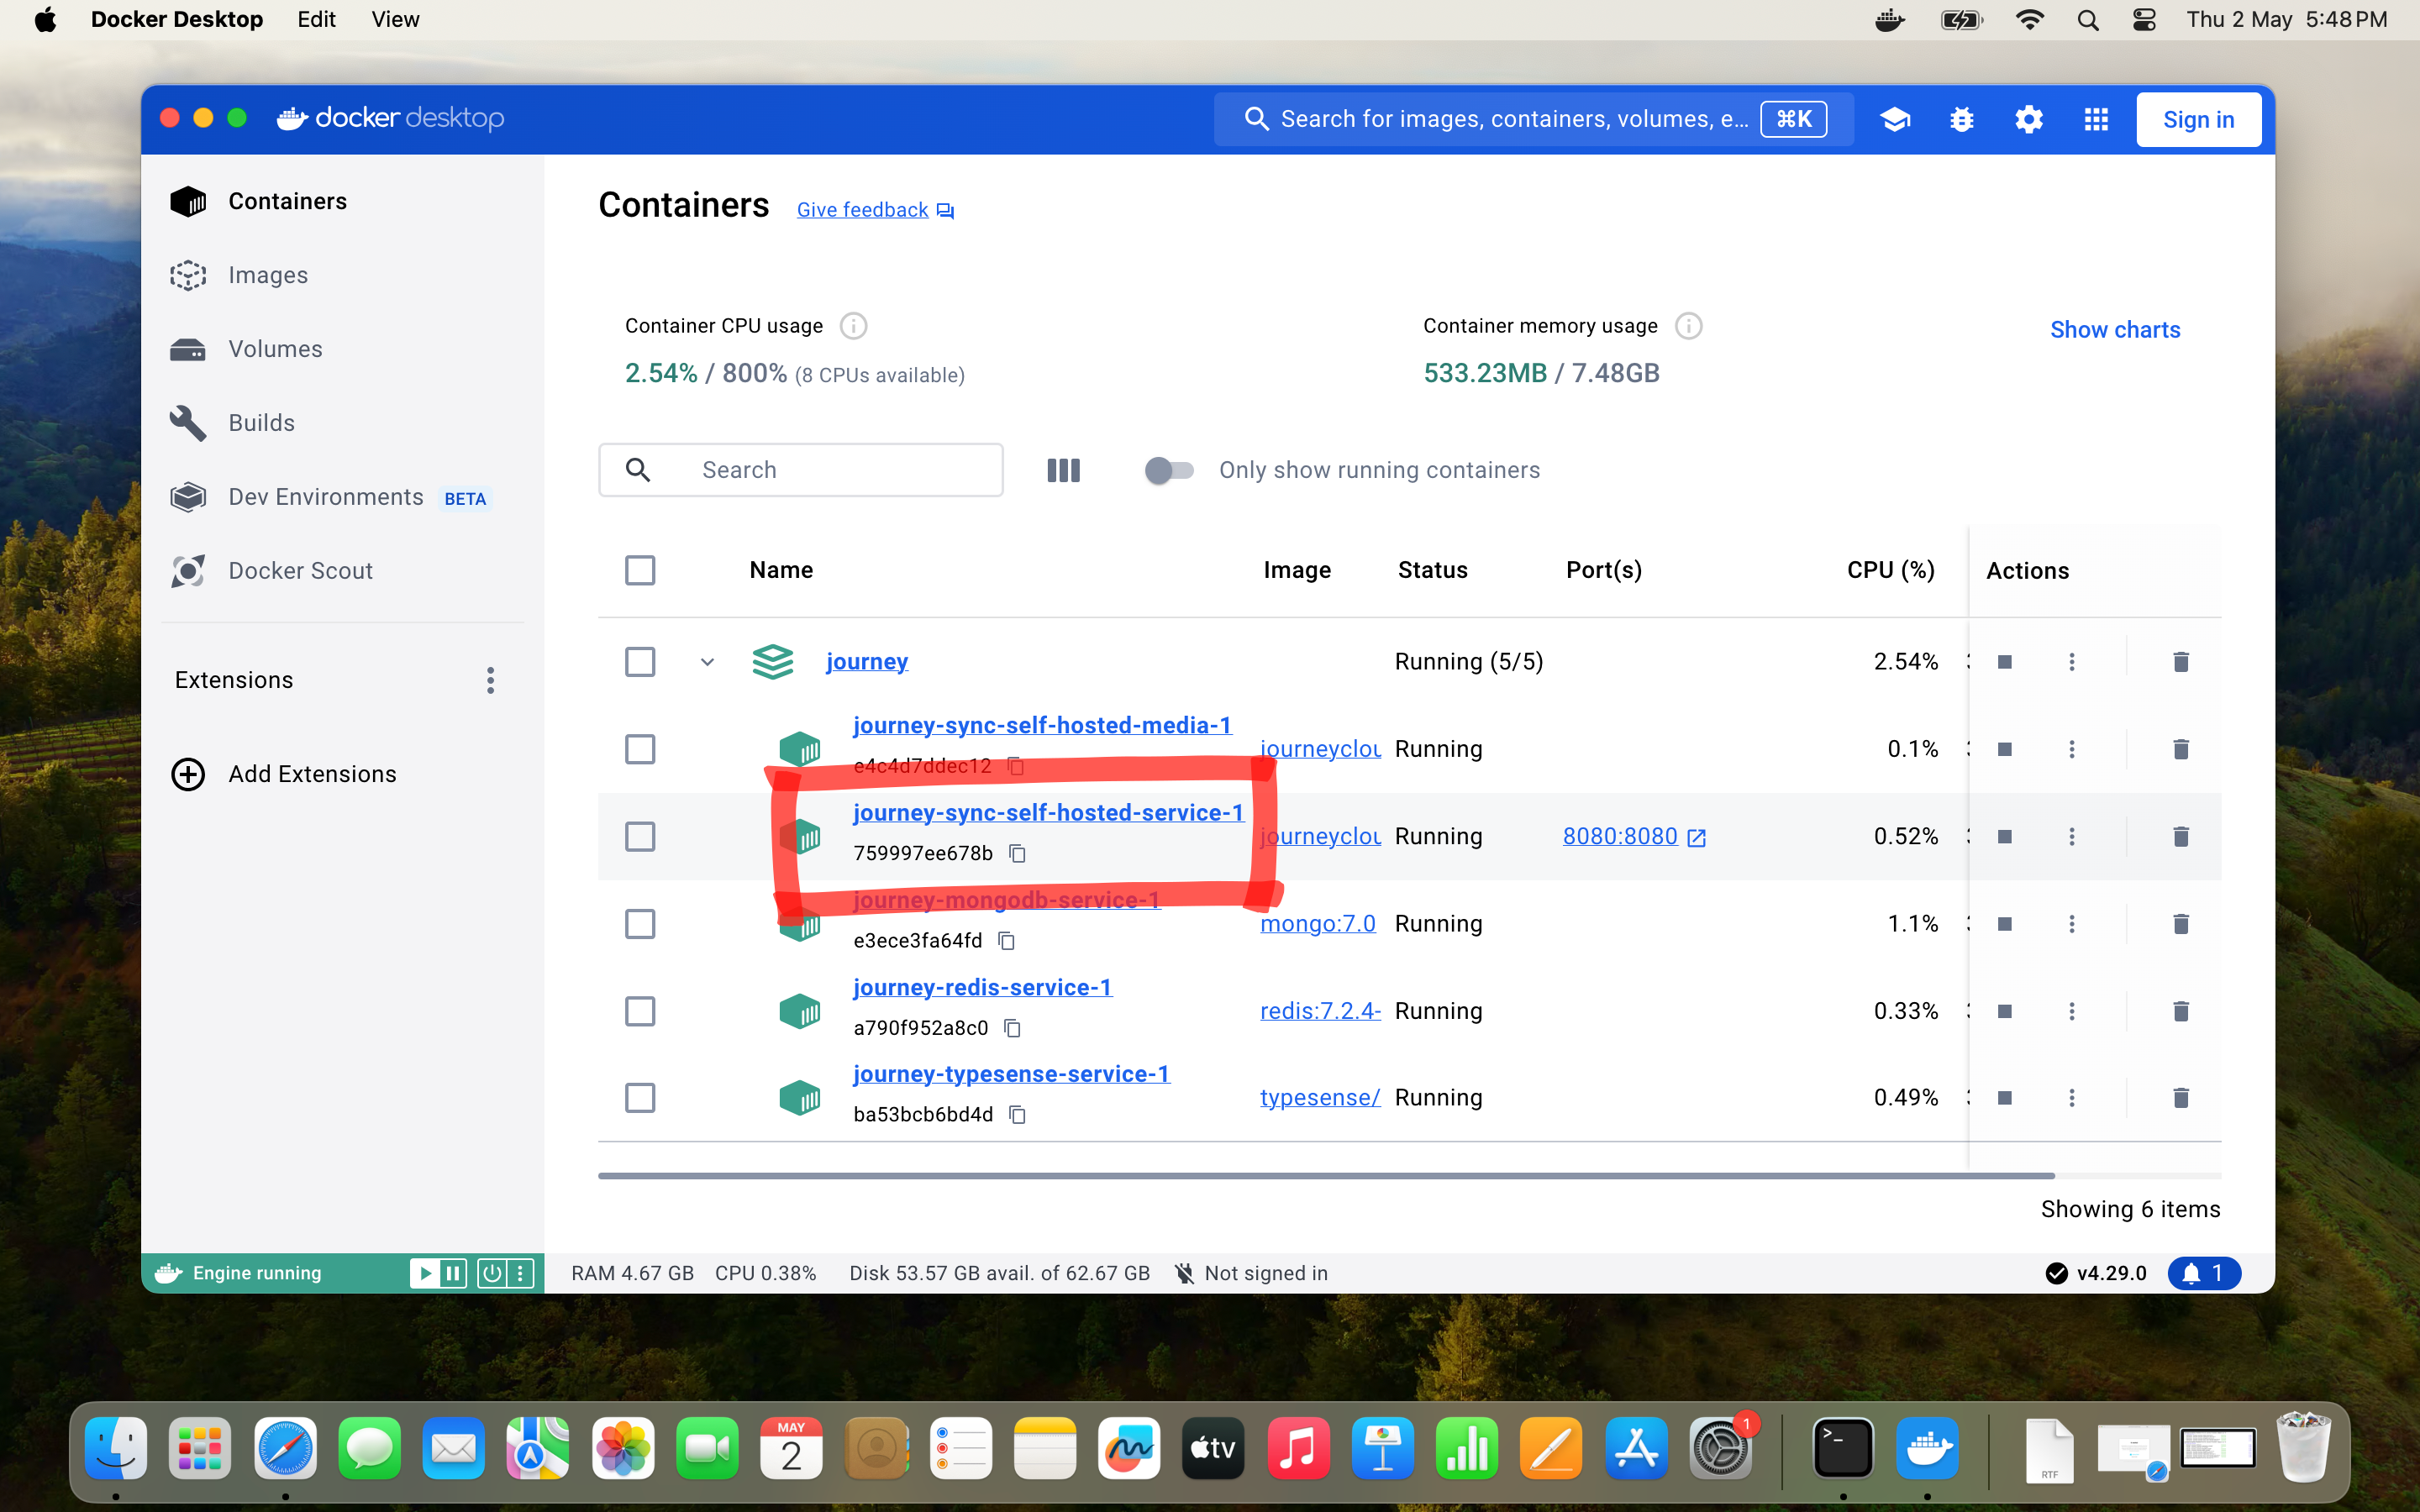 Docker Desktop Edit View Thu 2 May 5:48 PM
docker desktop Search for images, containers, volumes, e... ⌘K Sign in
Containers
Images
Volumes
Builds
Dev Environments BETA
Docker Scout
Extensions
Add Extensions
Containers Give feedback
Container CPU usage
2.54% / 800% (8 CPUs available)
Container memory usage
533.23MB / 7.48GB
Show charts
Search Only show running containers
Name Image Status Port(s) CPU (%) Actions
journey Running (5/5) 2.54%
journey-sync-self-hosted-media-1
e4c4d7ddec12 journeyclou Running 0.1%
journey-sync-self-hosted-service-1
759997ee678b journeyclou Running 8080:8080 0.52%
journey-mongodb-service-1
e3ece3fa64fd mongo:7.0 Running 1.1%
journey-redis-service-1
a790f952a8c0 redis:7.2.4- Running 0.33%
journey-typesense-service-1
ba53bcb6bd4d typesense/ Running 0.49%
Showing 6 items
Engine running RAM 4.67 GB CPU 0.38% Disk 53.57 GB avail. of 62.67 GB Not signed in v4.29.0 1
MAY
2
tv
1
>_
RTF